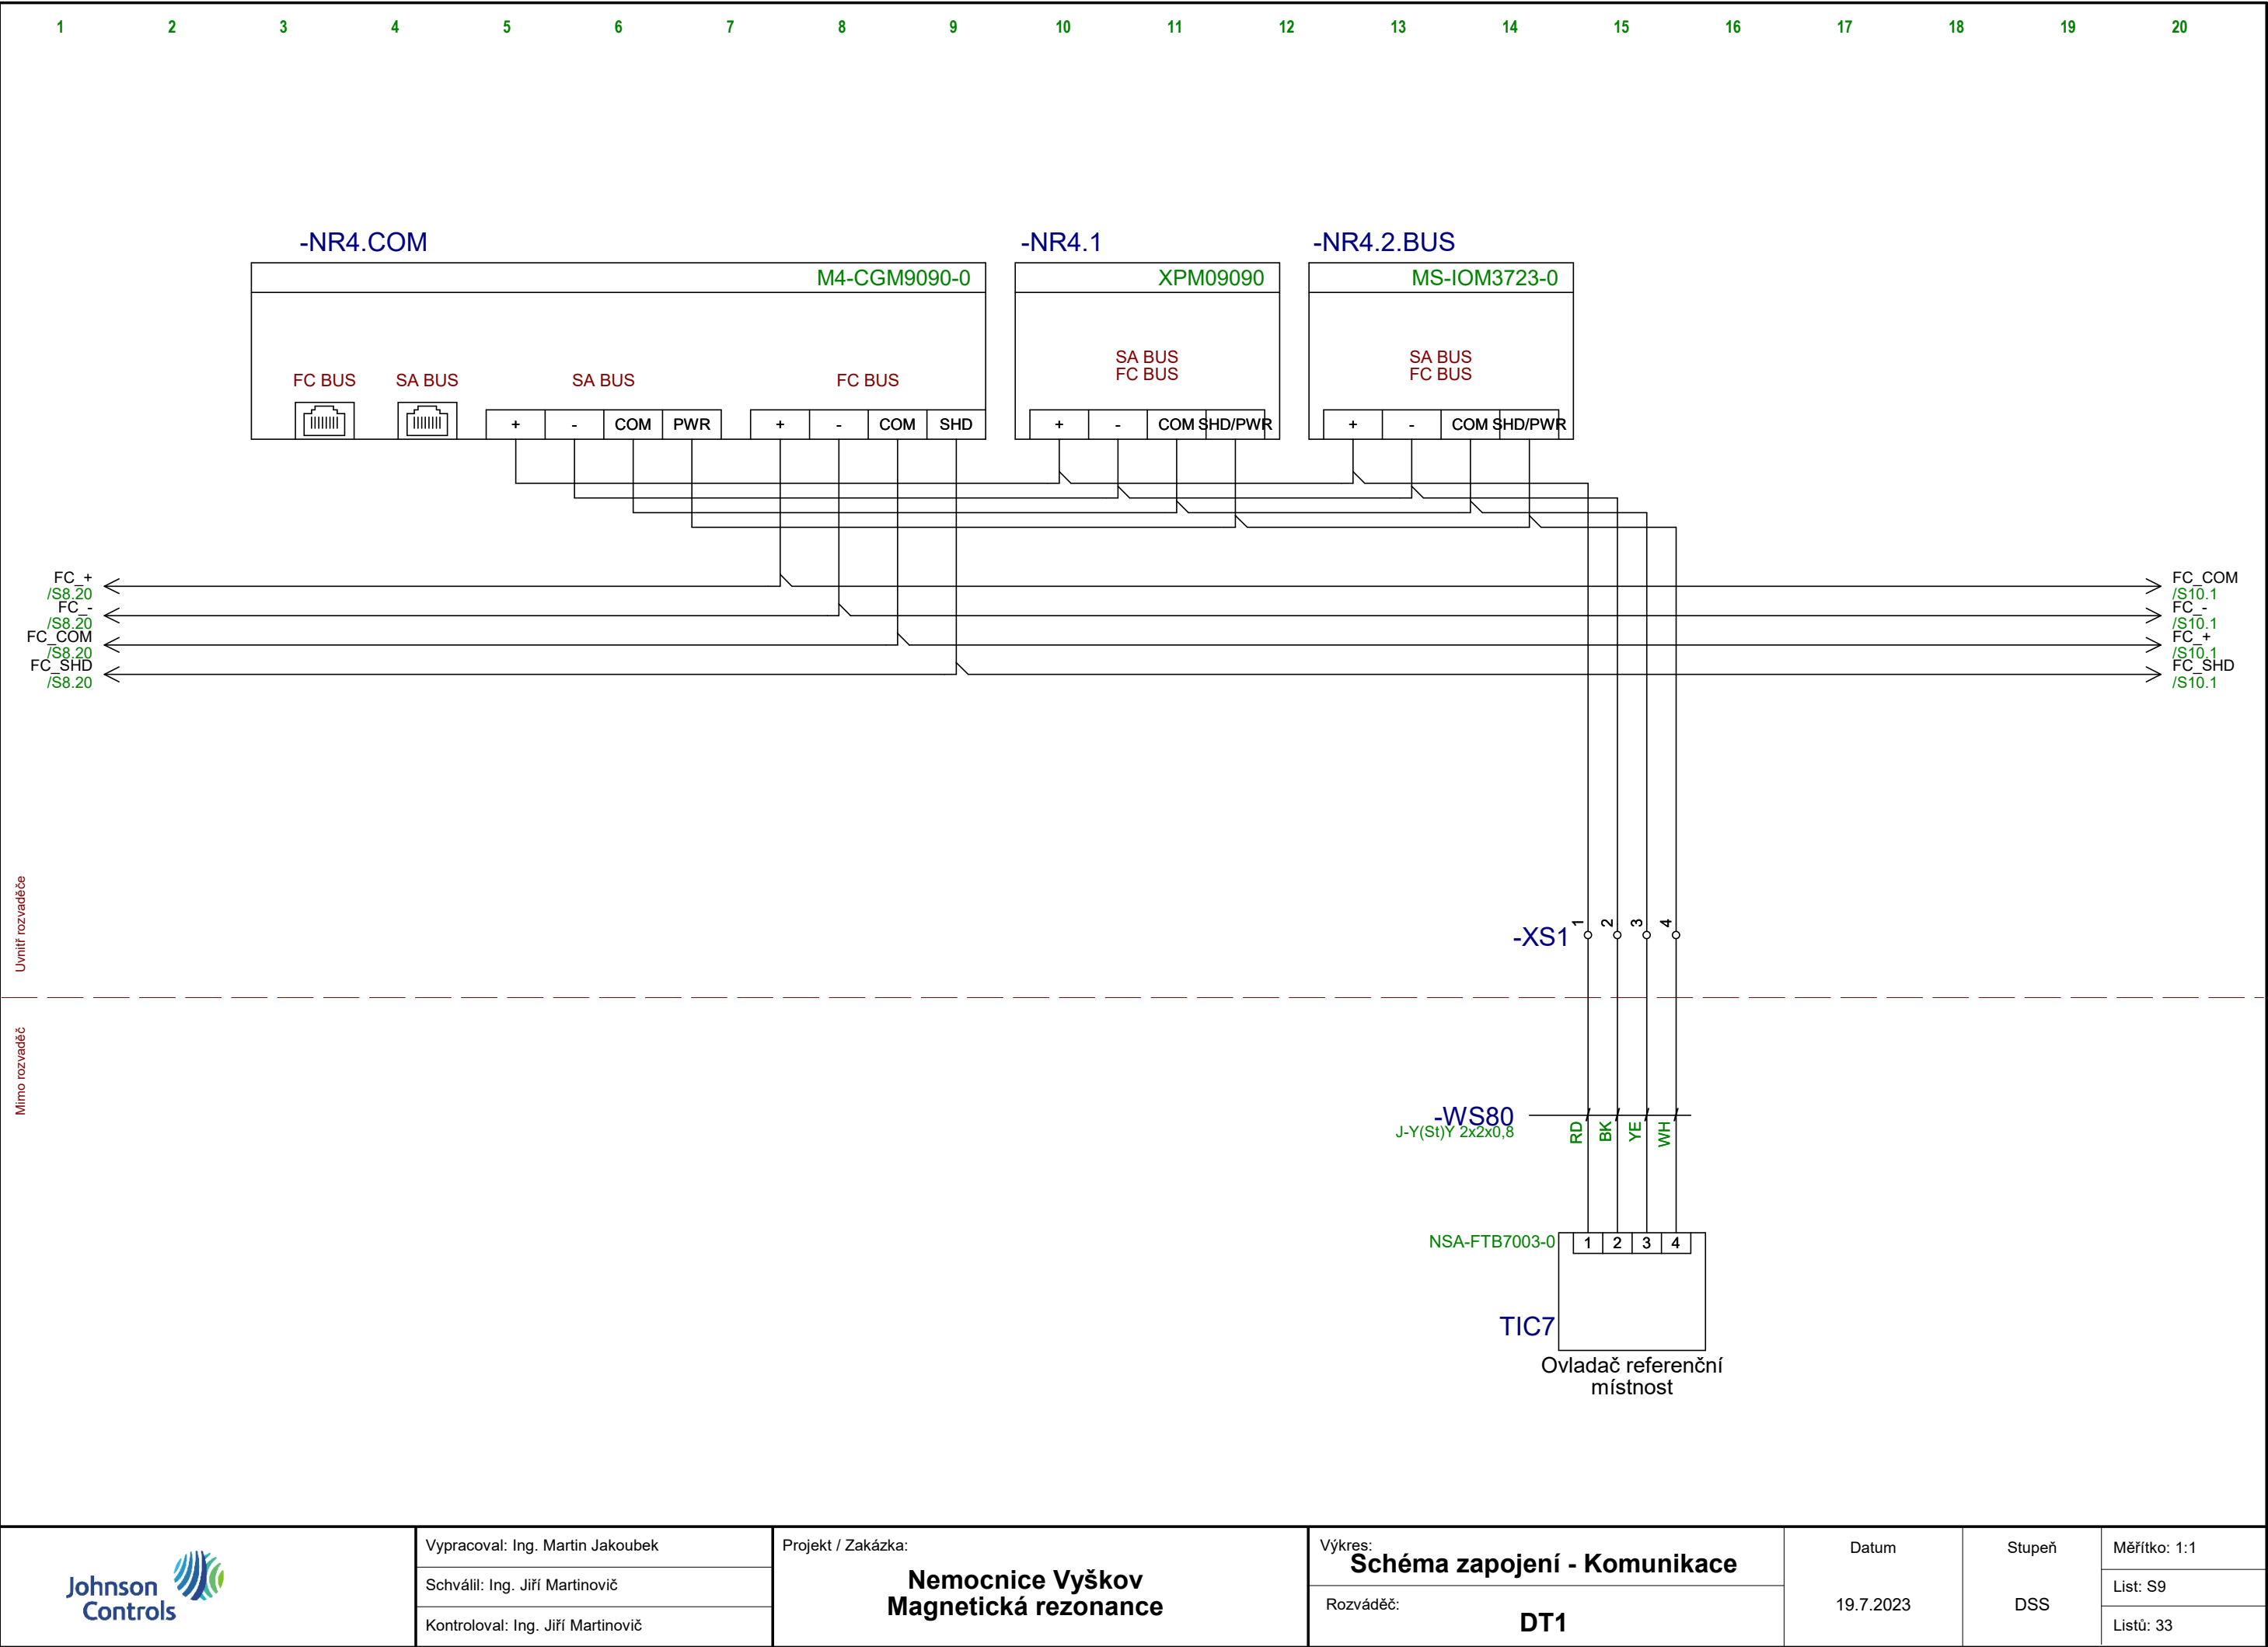 1 2 3 4 5 6 7 8 9 10 11 12 13 14 15 16 17 18 19 20
-NR4.COM
M4-CGM9090-0
FC BUS
SA BUS
SA BUS
FC BUS
+ - COM PWR
+ - COM SHD
-NR4.1
XPM09090
SA BUS
FC BUS
+ - COM SHD/PWR
-NR4.2.BUS
MS-IOM3723-0
SA BUS
FC BUS
+ - COM SHD/PWR
FC_+
/S8.20
FC_-
/S8.20
FC_COM
/S8.20
FC_SHD
/S8.20
FC_COM
/S10.1
FC_-
/S10.1
FC_+
/S10.1
FC_SHD
/S10.1
Uvnitř rozvaděče
Mimo rozvaděč
-XS1
1 2 3 4
-WS80
J-Y(St)Y 2x2x0,8
RD BK YE WH
NSA-FTB7003-0
1 2 3 4
TIC7
Ovladač referenční
místnost
Johnson
Controls
Vypracoval: Ing. Martin Jakoubek
Schválil: Ing. Jiří Martinovič
Kontroloval: Ing. Jiří Martinovič
Projekt / Zakázka:
Nemocnice Vyškov
Magnetická rezonance
Výkres:
Schéma zapojení - Komunikace
Rozváděč:
DT1
Datum
19.7.2023
Stupeň
DSS
Měřítko: 1:1
List: S9
Listů: 33